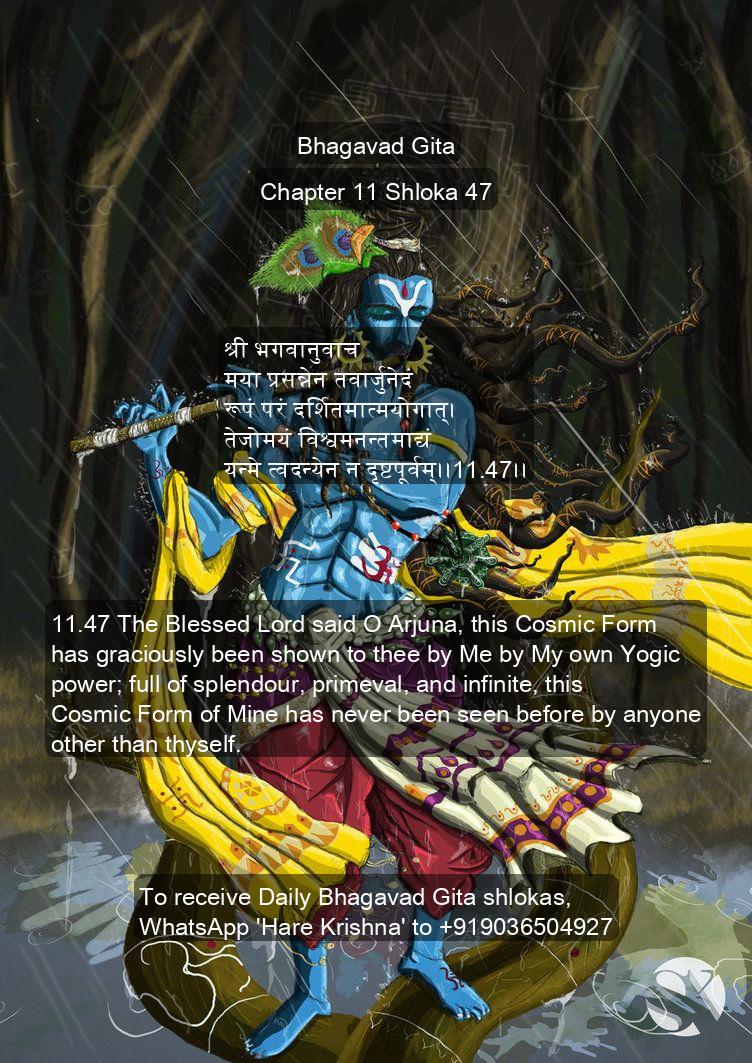 Bhagavad Gita
Chapter 11 Shloka 47
श्री भगवानुवाच
मया प्रसन्नेन तवार्जुनेदं
रूपं परं दर्शितमात्मयोगात्।
तेजोमयं विश्वमनन्तमाद्यं
यन्मे त्वदन्येन न दृष्टपूर्वम्।।11.47।।
11.47 The Blessed Lord said O Arjuna, this Cosmic Form
has graciously been shown to thee by Me by My own Yogic
power; full of splendour, primeval, and infinite, this
Cosmic Form of Mine has never been seen before by anyone
other than thyself.
To receive Daily Bhagavad Gita shlokas,
WhatsApp 'Hare Krishna' to +919036504927